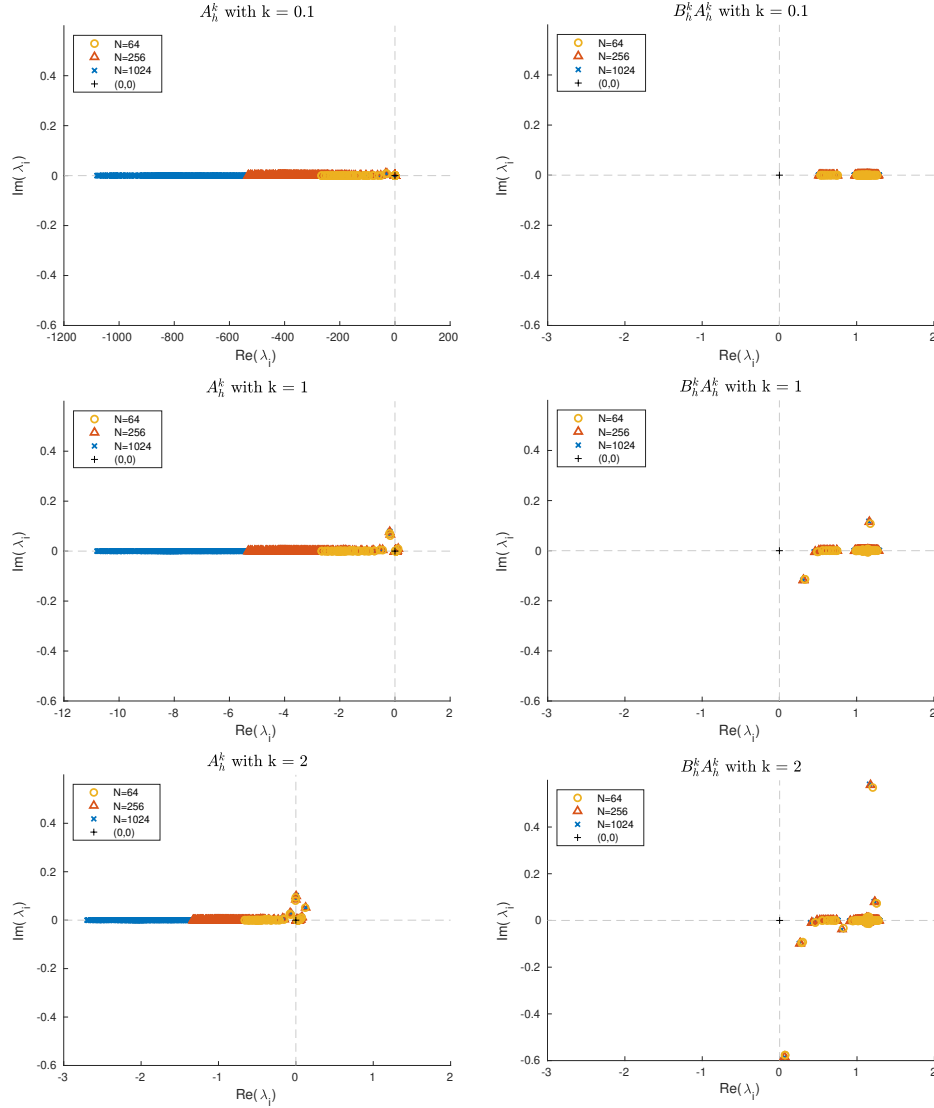 A_h^k with k = 0.1
N=64
N=256
N=1024
(0,0)
0.4
0.2
0
-0.2
-0.4
-0.6
Im( λ_i)
-1200 -1000 -800 -600 -400 -200 0 200
Re( λ_i)
B_h^k A_h^k with k = 0.1
N=64
N=256
N=1024
(0,0)
0.4
0.2
0
-0.2
-0.4
-0.6
Im( λ_i)
-3 -2 -1 0 1 2
Re( λ_i)
A_h^k with k = 1
N=64
N=256
N=1024
(0,0)
0.4
0.2
0
-0.2
-0.4
-0.6
Im( λ_i)
-12 -10 -8 -6 -4 -2 0 2
Re( λ_i)
B_h^k A_h^k with k = 1
N=64
N=256
N=1024
(0,0)
0.4
0.2
0
-0.2
-0.4
-0.6
Im( λ_i)
-3 -2 -1 0 1 2
Re( λ_i)
A_h^k with k = 2
N=64
N=256
N=1024
(0,0)
0.4
0.2
0
-0.2
-0.4
-0.6
Im( λ_i)
-3 -2 -1 0 1 2
Re( λ_i)
B_h^k A_h^k with k = 2
N=64
N=256
N=1024
(0,0)
0.4
0.2
0
-0.2
-0.4
-0.6
Im( λ_i)
-3 -2 -1 0 1 2
Re( λ_i)